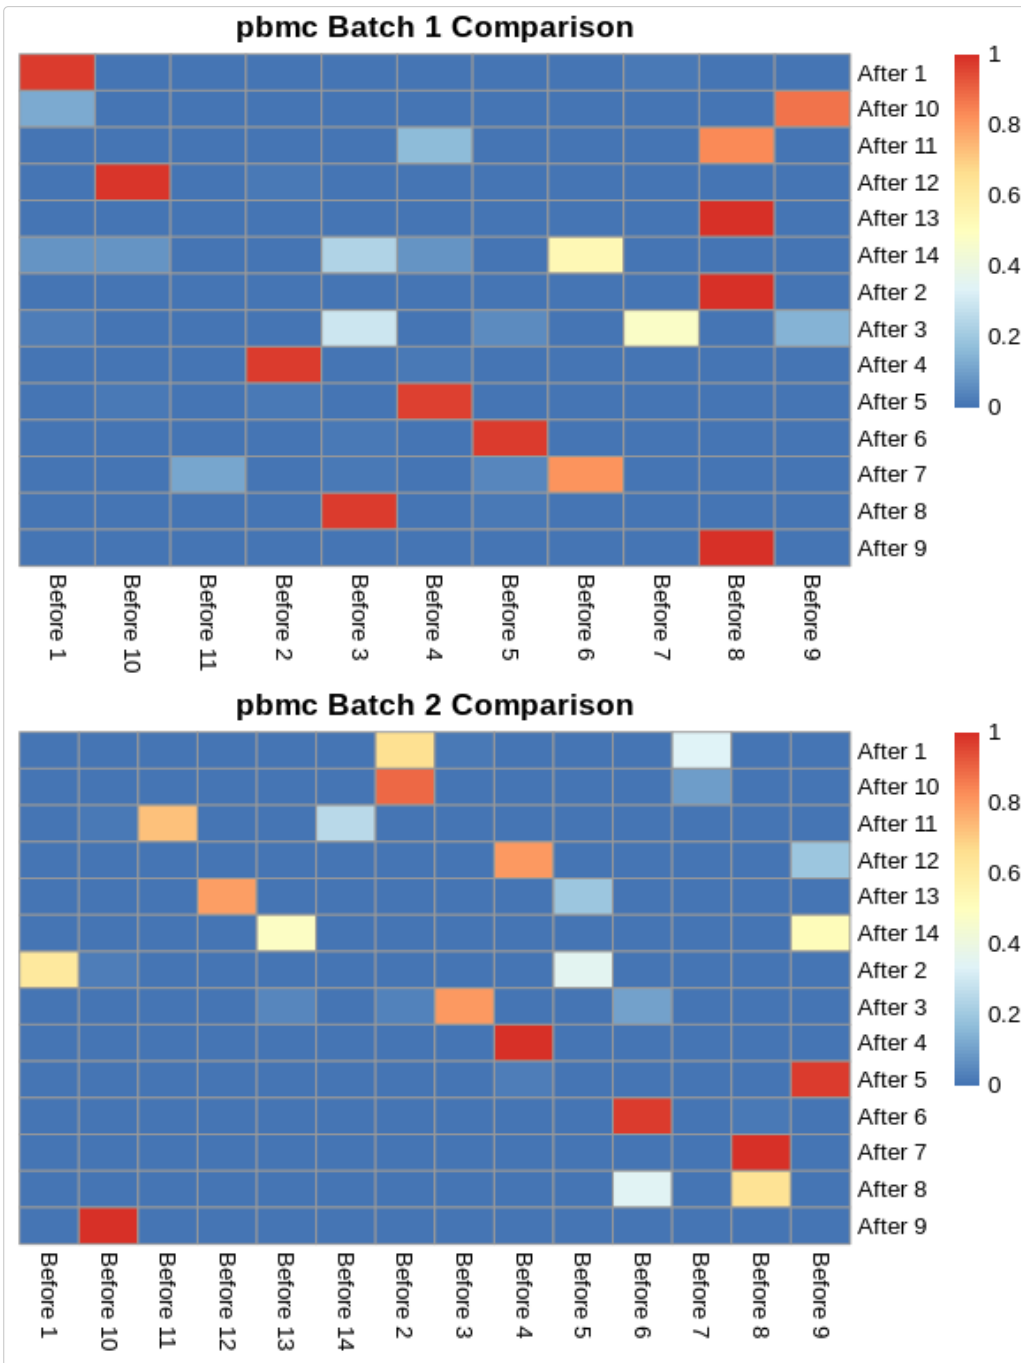 pbmc Batch 1 Comparison
After 1
After 10
After 11
After 12
After 13
After 14
After 2
After 3
After 4
After 5
After 6
After 7
After 8
After 9
1
0.8
0.6
0.4
0.2
0
Before 1
Before 10
Before 11
Before 2
Before 3
Before 4
Before 5
Before 6
Before 7
Before 8
Before 9
pbmc Batch 2 Comparison
After 1
After 10
After 11
After 12
After 13
After 14
After 2
After 3
After 4
After 5
After 6
After 7
After 8
After 9
1
0.8
0.6
0.4
0.2
0
Before 1
Before 10
Before 11
Before 12
Before 13
Before 14
Before 2
Before 3
Before 4
Before 5
Before 6
Before 7
Before 8
Before 9